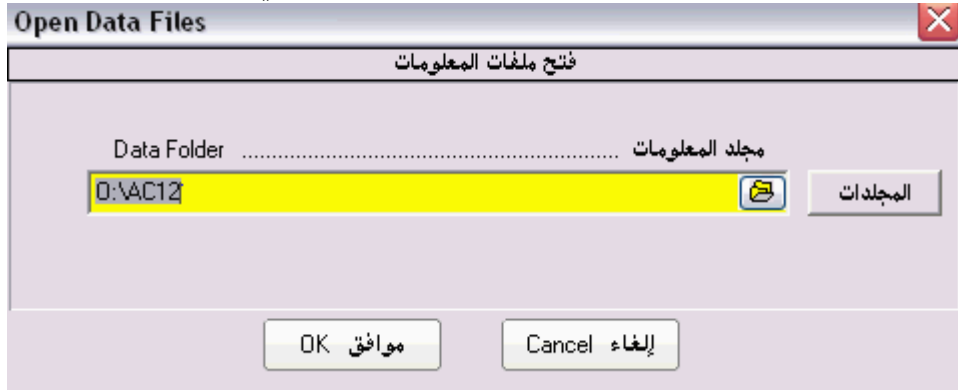 Open Data Files
فتح ملفات المعلومات
Data Folder ........................................................ مجلد المعلومات
O:\AC12
المجلدات
موافق OK
إلغاء Cancel